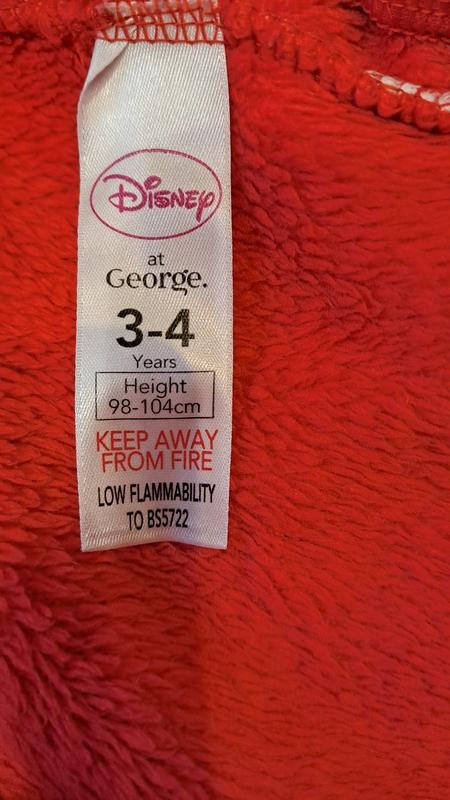 Disney
at
George.
3-4
Years
Height
98-104cm
KEEP AWAY
FROM FIRE
LOW FLAMMABILITY
TO BS5722